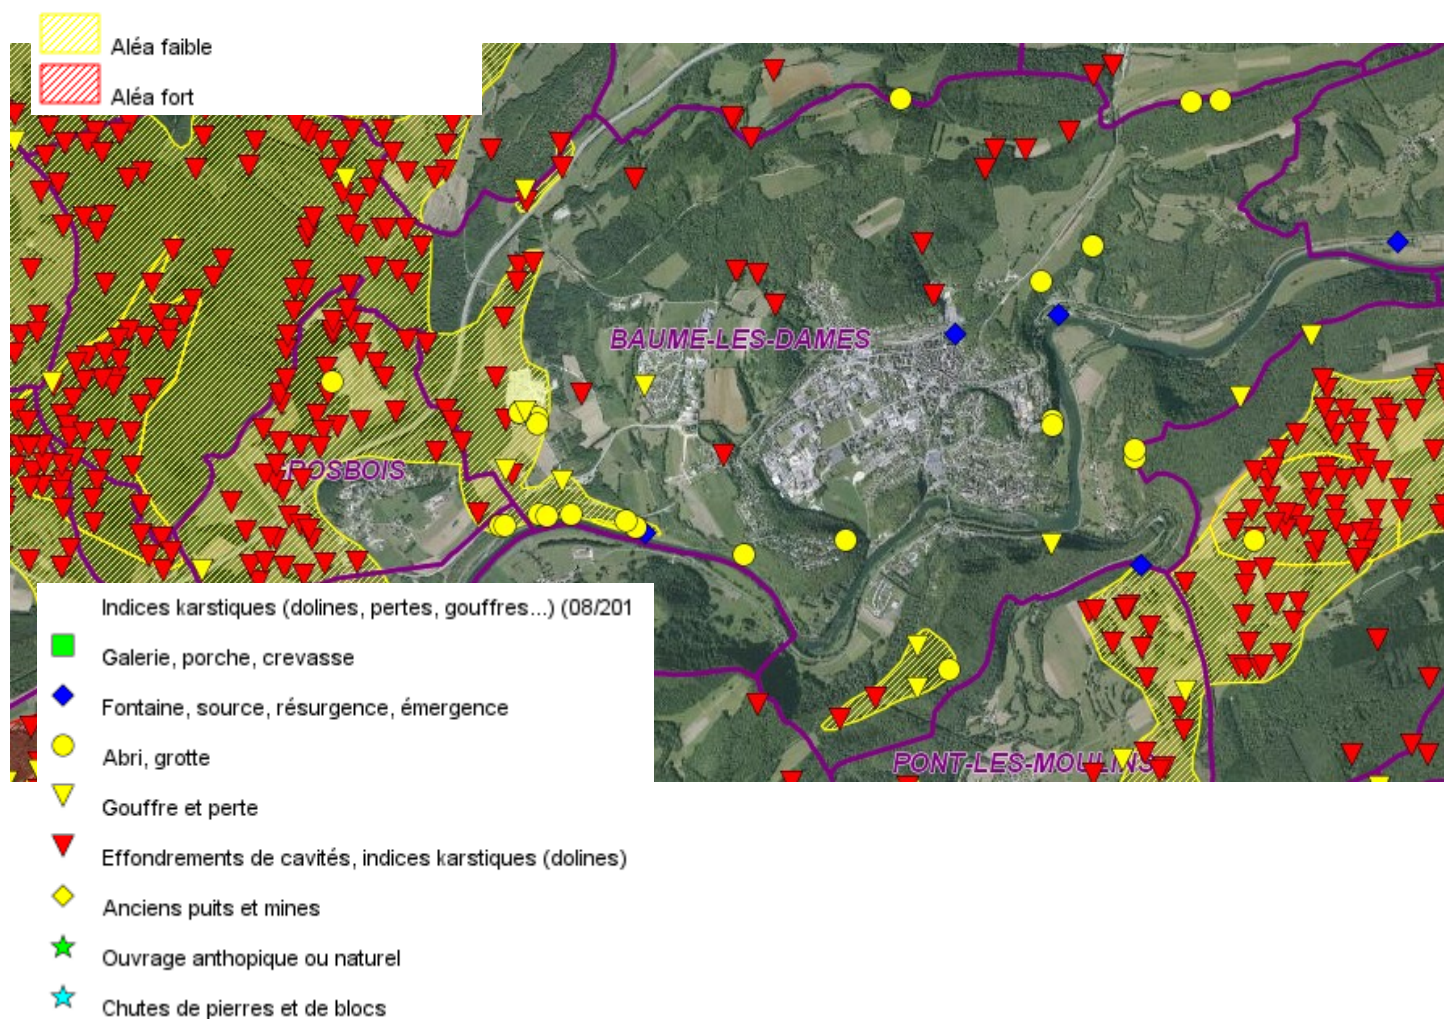 Aléa faible
Aléa fort
BAUME-LES-DAMES
-ROSBOIS
Indices karstiques (dolines, pertes, gouffres...) (08/201
Galerie, porche, crevasse
Fontaine, source, résurgence, émergence
Abri, grotte
PONT-LES-MOULINS
Gouffre et perte
Effondrements de cavités, indices karstiques (dolines)
Anciens puits et mines
Ouvrage anthopique ou naturel
Chutes de pierres et de blocs